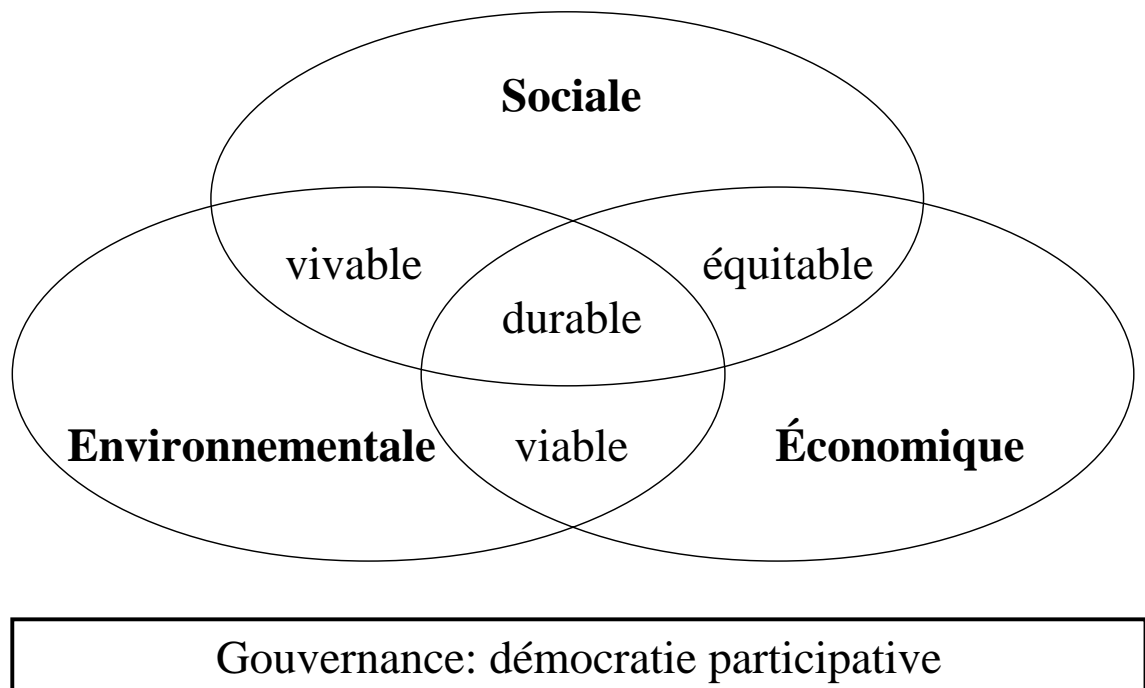 Sociale
vivable
équitable
durable
Environnementale
viable
Économique
Gouvernance: démocratie participative